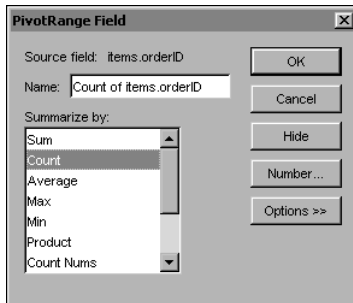 PivotRange Field
Source field: items.orderID
Name: Count of items.orderID
Summarize by:
Sum
Count
Average
Max
Min
Product
Count Nums
OK
Cancel
Hide
Number...
Options >>